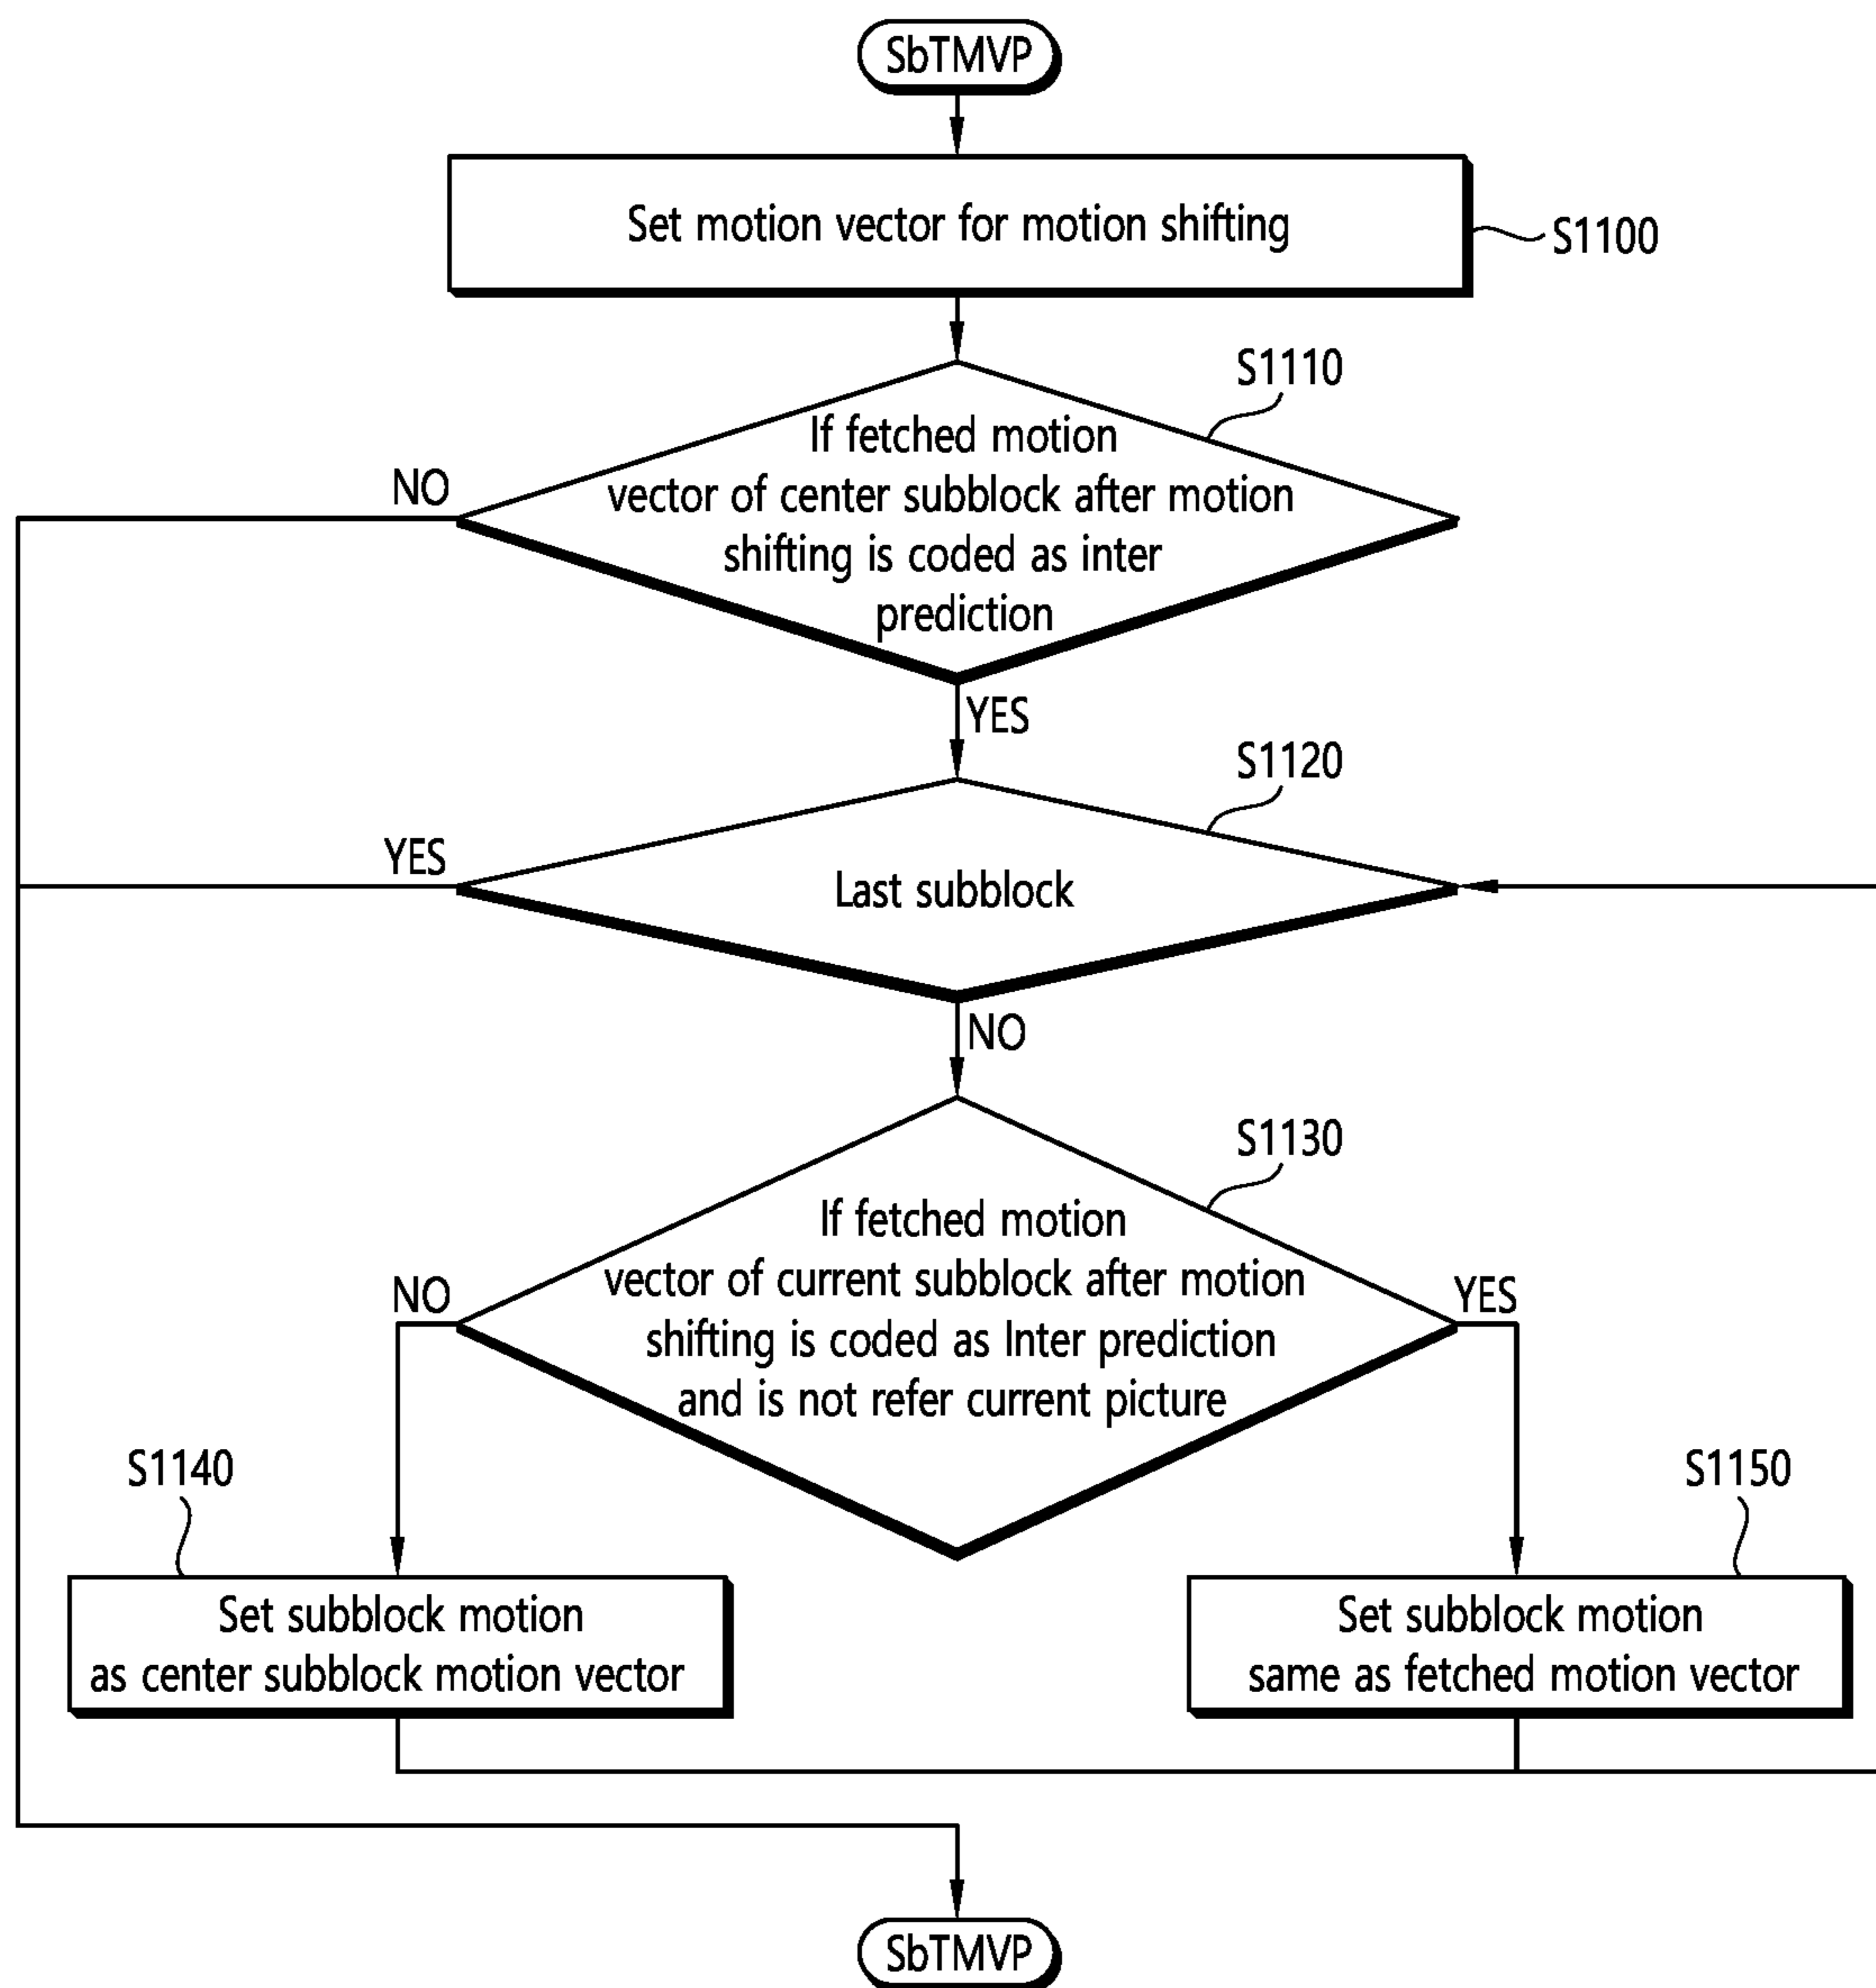 SbTMVP
Set motion vector for motion shifting
S1100
S1110
If fetched motion
vector of center subblock after motion
shifting is coded as inter
prediction
NO
YES
S1120
YES
Last subblock
NO
S1130
If fetched motion
vector of current subblock after motion
shifting is coded as Inter prediction
and is not refer current picture
NO
YES
S1140
S1150
Set subblock motion
as center subblock motion vector
Set subblock motion
same as fetched motion vector
SbTMVP